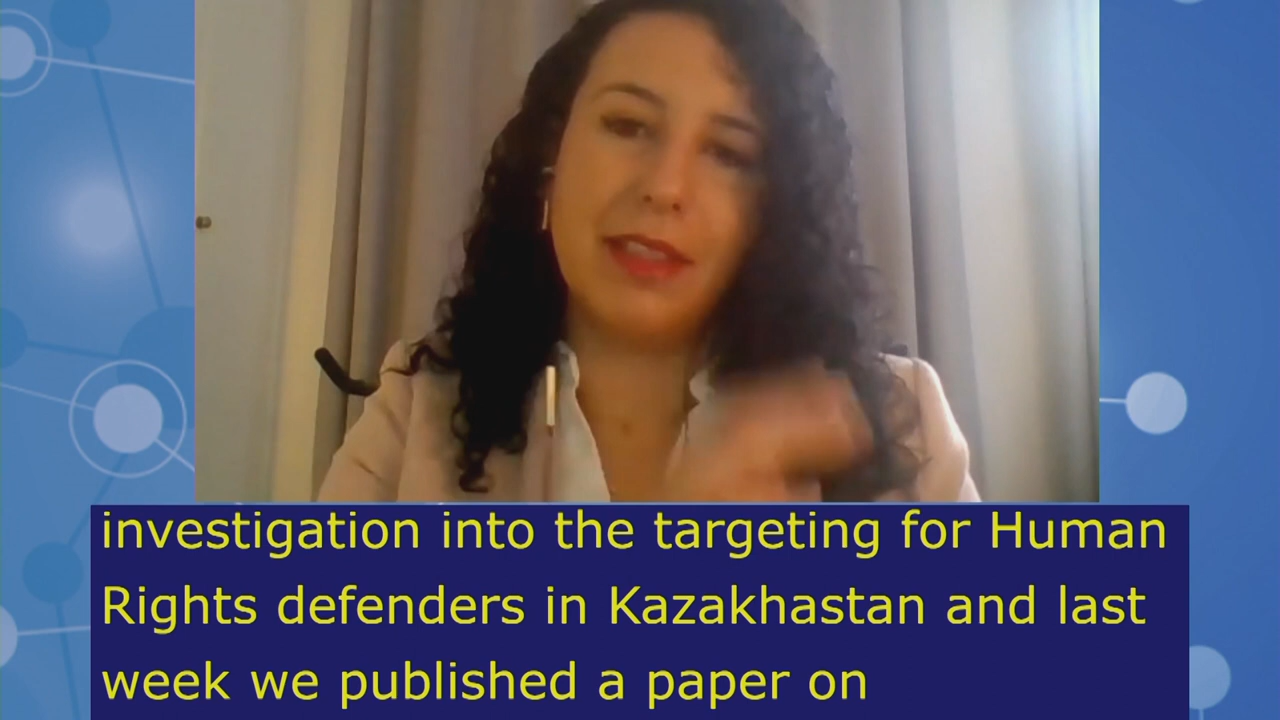 investigation into the targeting for Human
Rights defenders in Kazakhastan and last
week we published a paper on